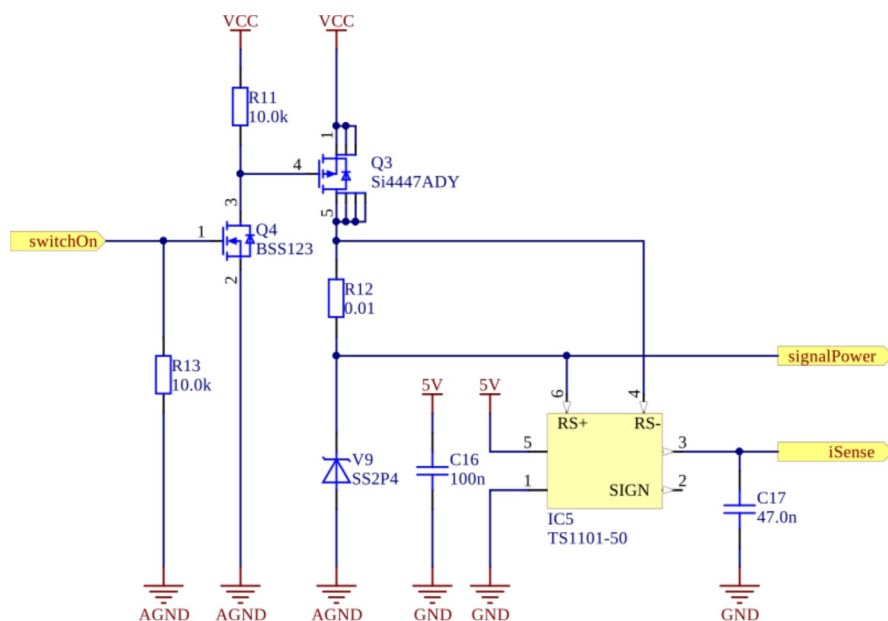 VCC
VCC
R11
10.0k
1
4
Q3
Si4447ADY
3
5
switchOn
1
Q4
BSS123
2
R12
0.01
signalPower
R13
10.0k
5V
5V
6
4
RS+
RS-
5
3
iSense
V9
SS2P4
C16
100n
1
SIGN
2
C17
47.0n
IC5
TS1101-50
AGND
AGND
AGND
GND
GND
GND